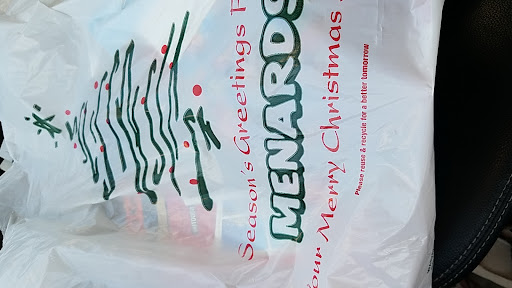 Season's Greetings
MENARDS
Your Merry Christmas
Please reuse & recycle for a better tomorrow